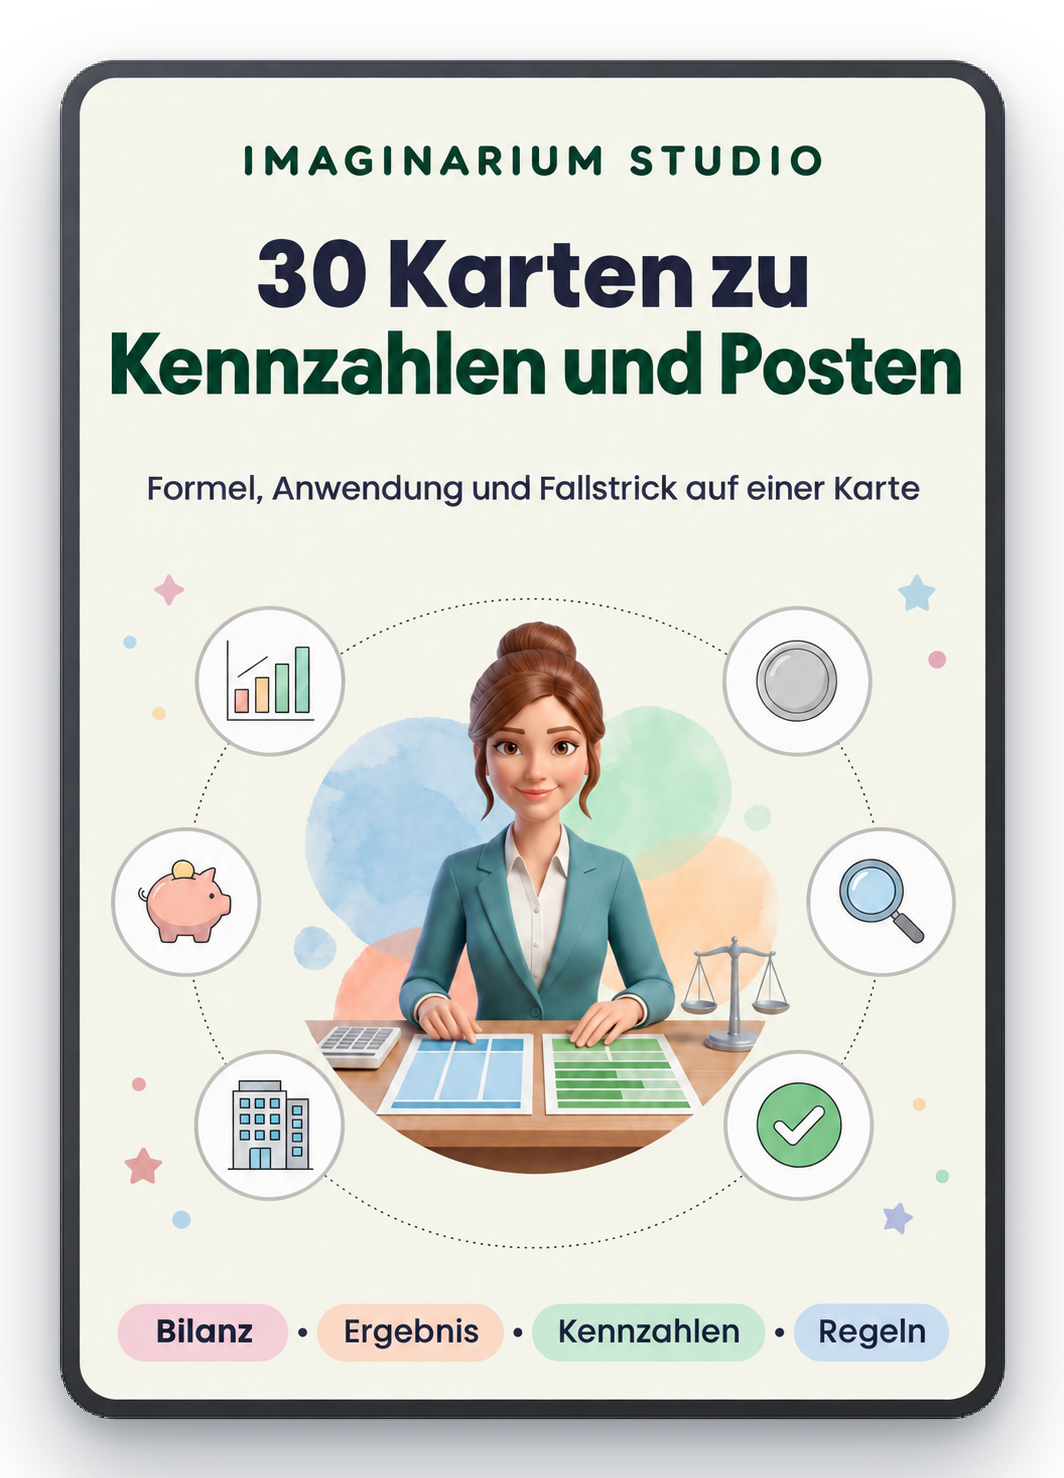 IMAGINARIUM STUDIO
30 Karten zu
Kennzahlen und Posten
Formel, Anwendung und Fallstrick auf einer Karte
Bilanz • Ergebnis • Kennzahlen • Regeln